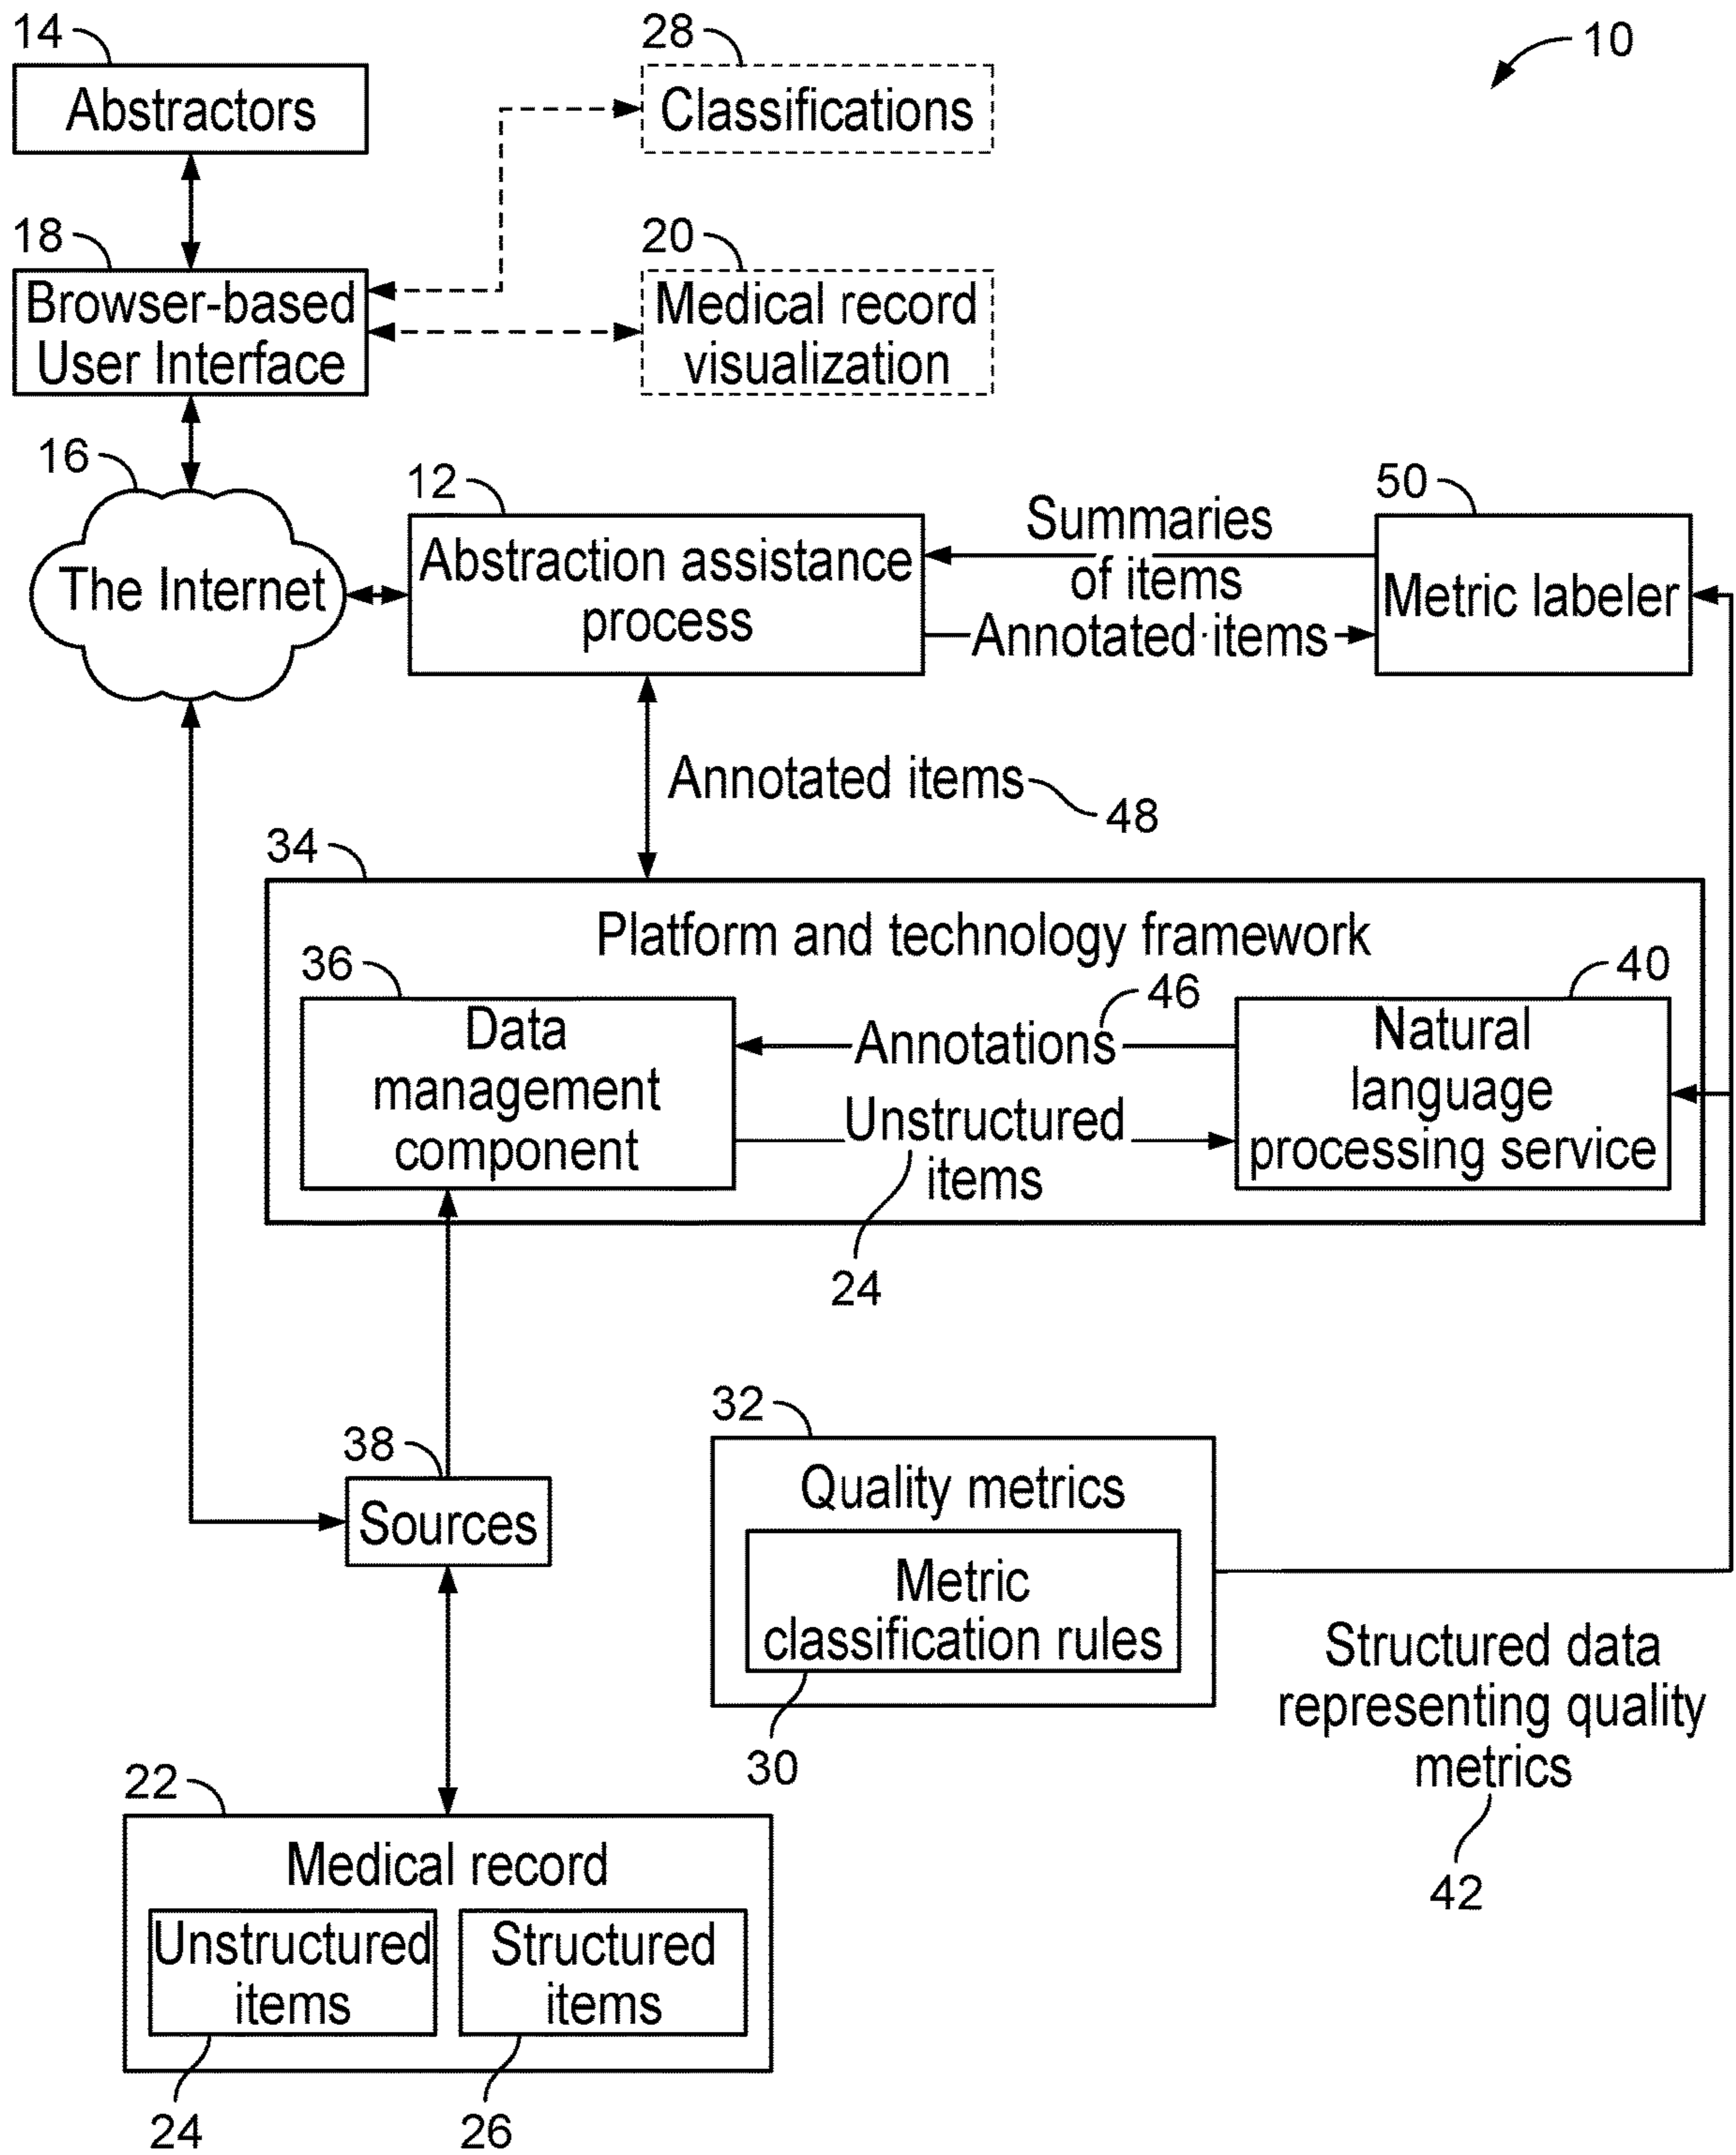 14
28
10
Abstractors
Classifications
18
20
Browser-based
User Interface
Medical record
visualization
16
12
50
The Internet
Abstraction assistance
process
Summaries
of items
Annotated items
Metric labeler
Annotated items
48
34
Platform and technology framework
36
46
40
Data
management
component
Annotations
Unstructured
items
Natural
language
processing service
24
32
38
Sources
Quality metrics
Metric
classification rules
30
Structured data
representing quality
metrics
42
22
Medical record
Unstructured
items
Structured
items
24
26